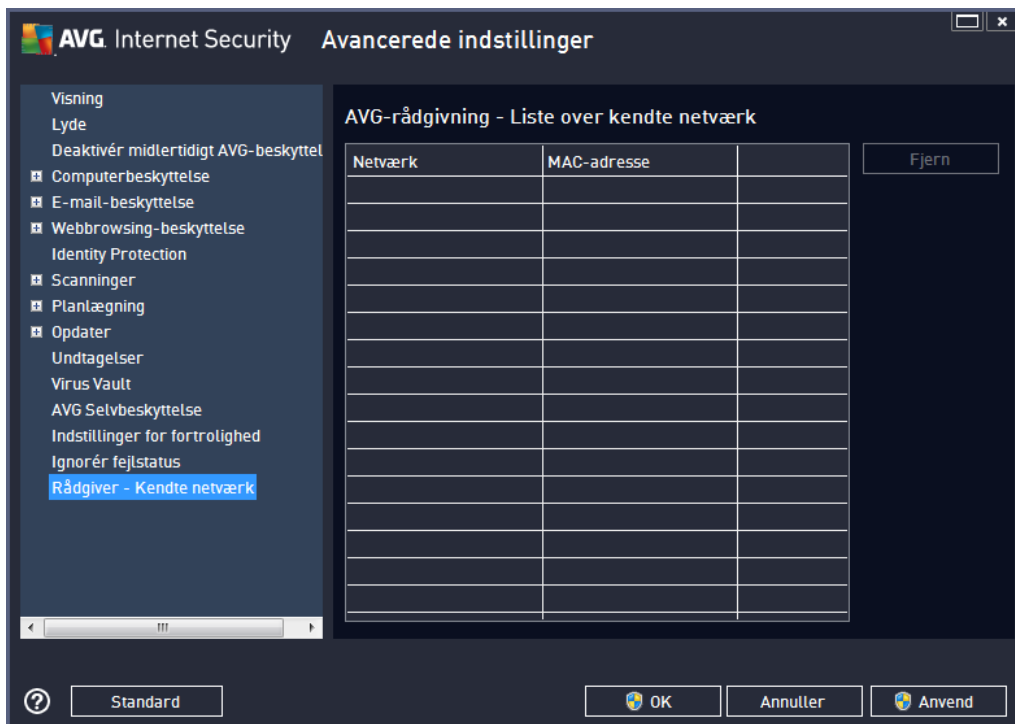 AVG Internet Security Avancerede indstillinger
Visning
Lyde
Deaktivér midlertidigt AVG-beskyttel
Computerbeskyttelse
E-mail-beskyttelse
Webbrowsing-beskyttelse
Identity Protection
Scanninger
Planlægning
Opdater
Undtagelser
Virus Vault
AVG Selvbeskyttelse
Indstillinger for fortrolighed
Ignorér fejlstatus
Rådgiver - Kendte netværk
AVG-rådgivning - Liste over kendte netværk
Netværk MAC-adresse
Fjern
Standard
OK
Annuller
Anvend